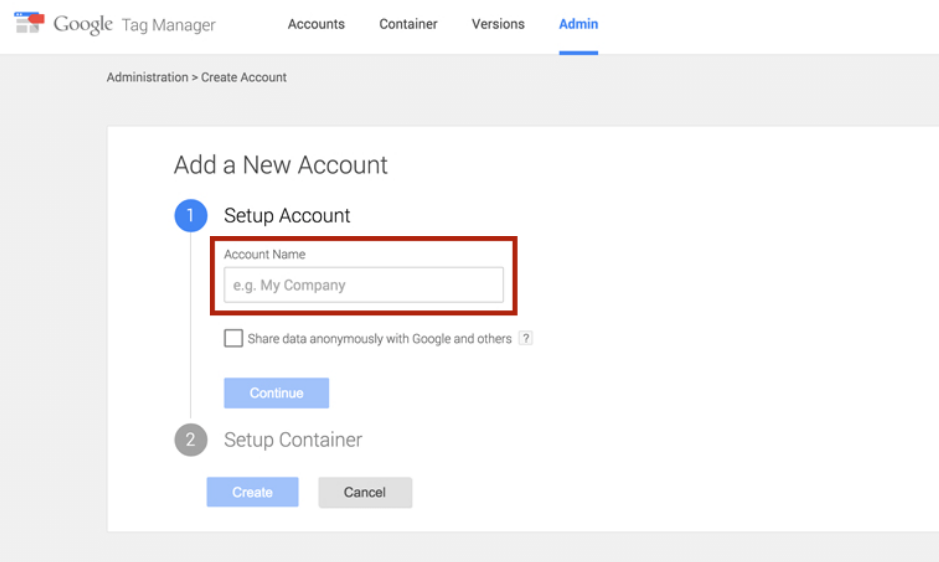 Google Tag Manager Accounts Container Versions Admin
Administration > Create Account
Add a New Account
1 Setup Account
Account Name
e.g. My Company
Share data anonymously with Google and others ?
Continue
2 Setup Container
Create Cancel